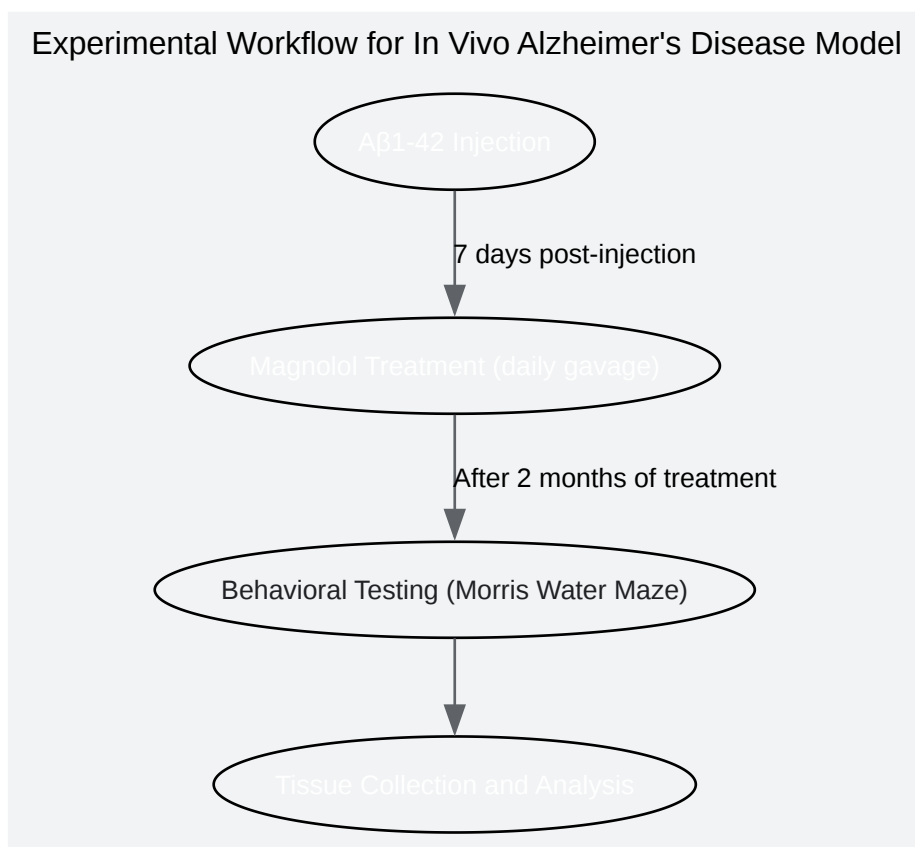 Experimental Workflow for In Vivo Alzheimer's Disease Model
Aβ1-42 Injection
7 days post-injection
Magnolol Treatment (daily gavage)
After 2 months of treatment
Behavioral Testing (Morris Water Maze)
Tissue Collection and Analysis